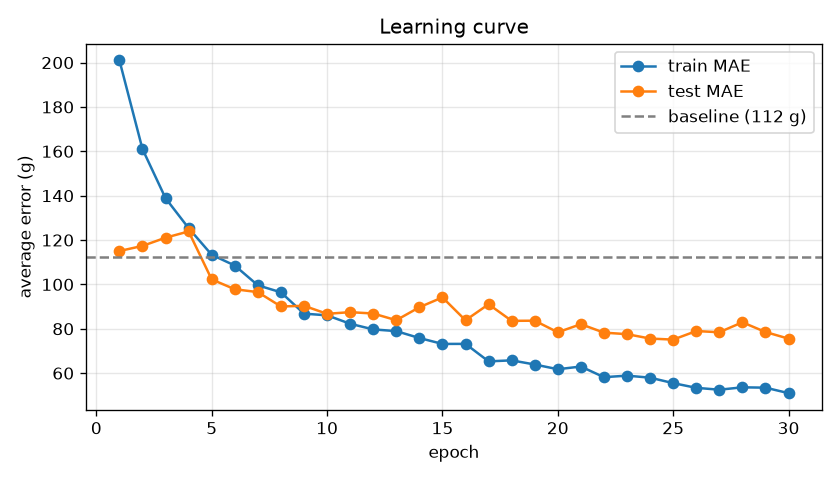 Learning curve
train MAE
test MAE
baseline (112 g)
average error (g)
200
180
160
140
120
100
80
60
0 5 10 15 20 25 30
epoch